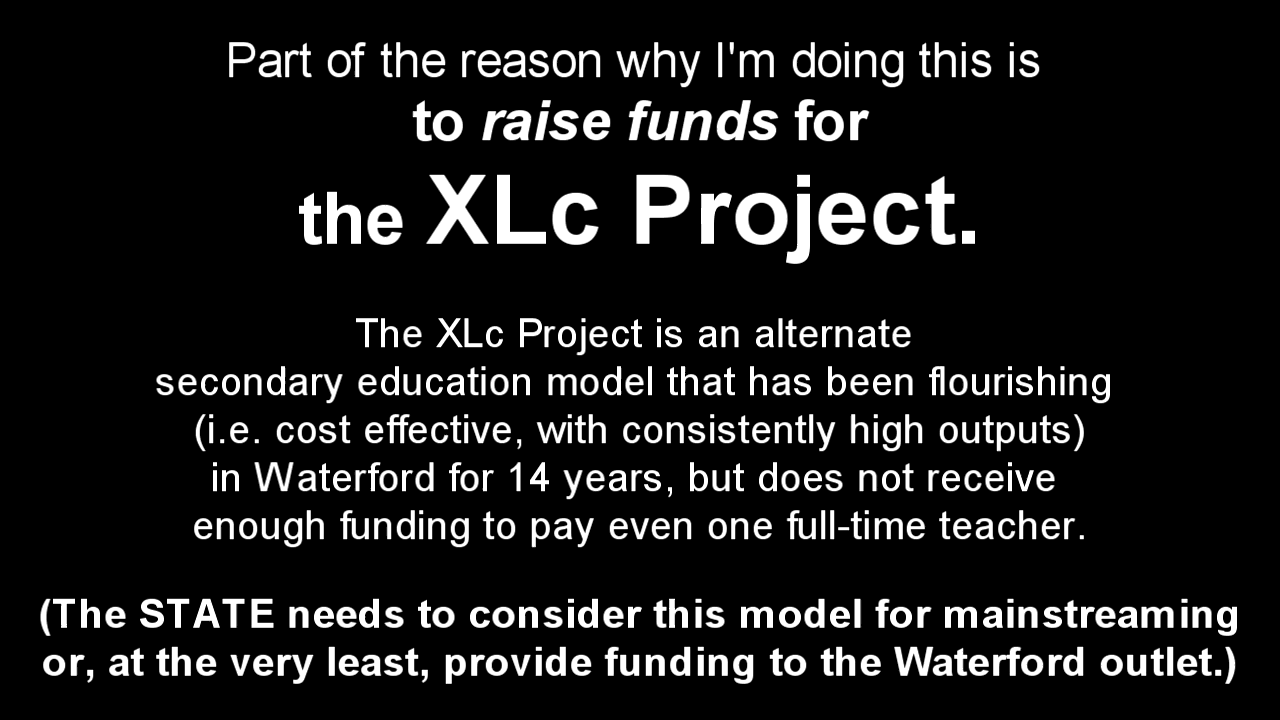 Part of the reason why I'm doing this is
to raise funds for
the XLc Project.
The XLc Project is an alternate
secondary education model that has been flourishing
(i.e. cost effective, with consistently high outputs)
in Waterford for 14 years, but does not receive
enough funding to pay even one full-time teacher.
(The STATE needs to consider this model for mainstreaming
or, at the very least, provide funding to the Waterford outlet.)